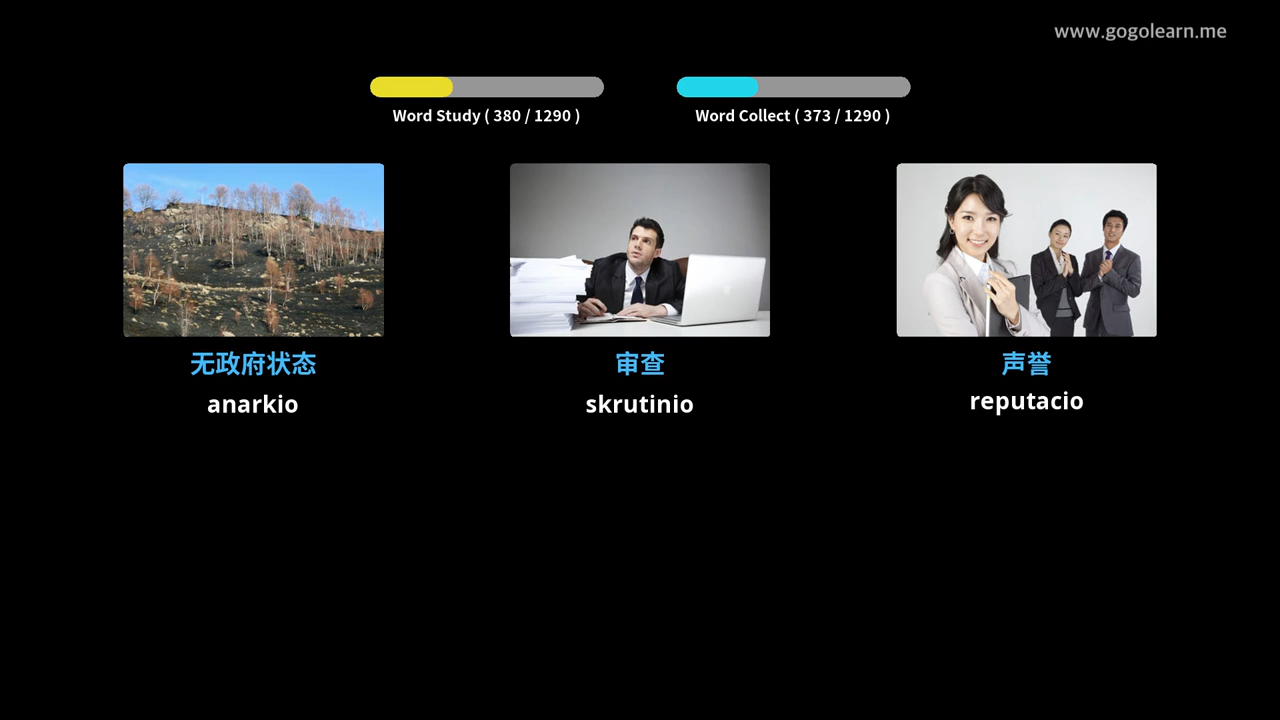 www.gogolearn.me
Word Study ( 380 / 1290 )
Word Collect ( 373 / 1290 )
无政府状态
审查
声誉
anarkio
skrutinio
reputacio